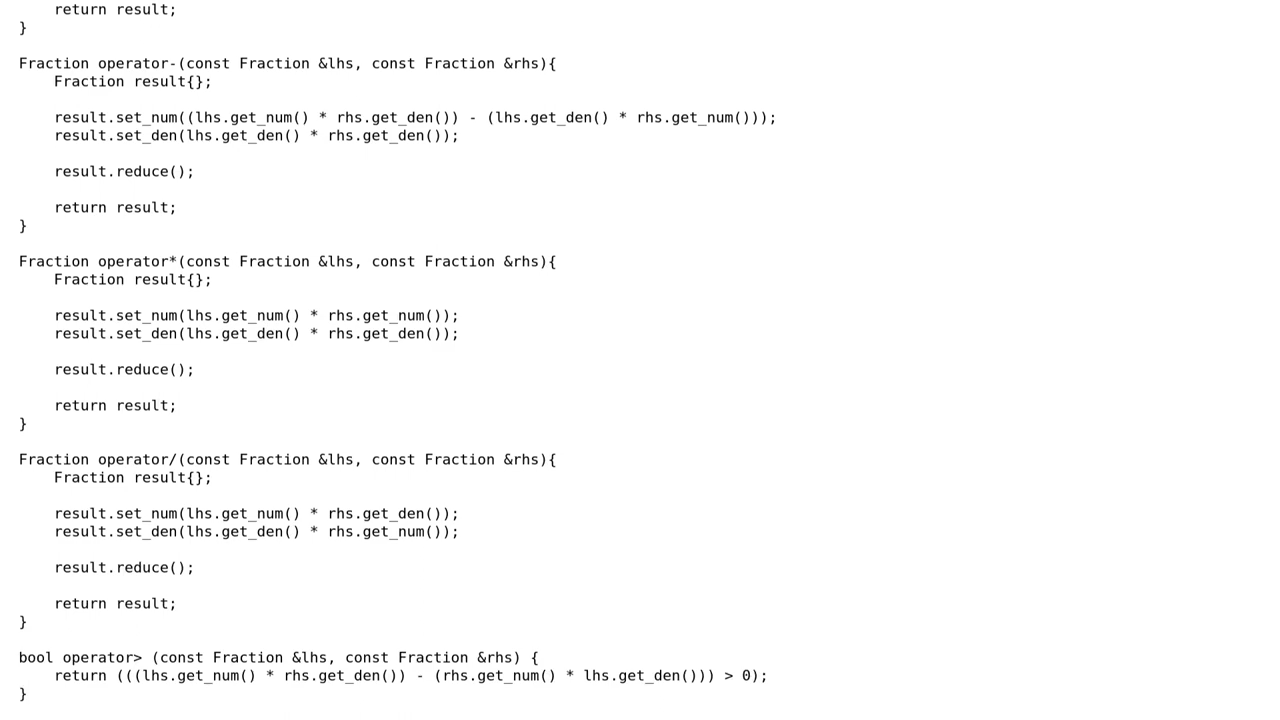 return result;
}

Fraction operator-(const Fraction &lhs, const Fraction &rhs){
    Fraction result{};

    result.set_num((lhs.get_num() * rhs.get_den()) - (lhs.get_den() * rhs.get_num()));
    result.set_den(lhs.get_den() * rhs.get_den());

    result.reduce();

    return result;
}

Fraction operator*(const Fraction &lhs, const Fraction &rhs){
    Fraction result{};

    result.set_num(lhs.get_num() * rhs.get_num());
    result.set_den(lhs.get_den() * rhs.get_den());

    result.reduce();

    return result;
}

Fraction operator/(const Fraction &lhs, const Fraction &rhs){
    Fraction result{};

    result.set_num(lhs.get_num() * rhs.get_den());
    result.set_den(lhs.get_den() * rhs.get_num());

    result.reduce();

    return result;
}

bool operator> (const Fraction &lhs, const Fraction &rhs) {
    return (((lhs.get_num() * rhs.get_den()) - (rhs.get_num() * lhs.get_den())) > 0);
}